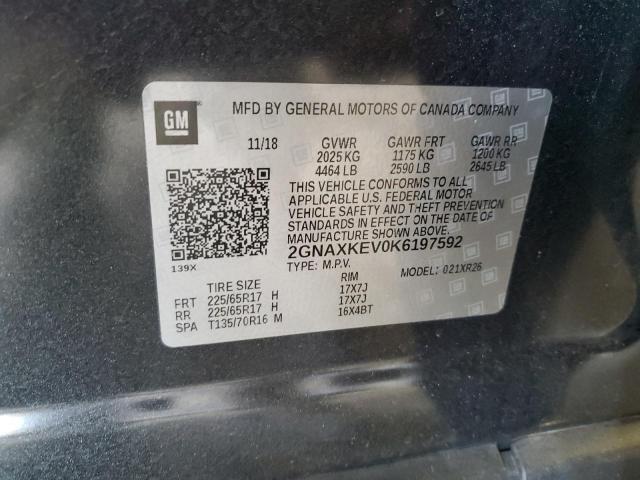 GM
MFD BY GENERAL MOTORS OF CANADA COMPANY
11/18 GVWR GAWR FRT GAWR RR
2025 KG 1175 KG 1200 KG
4464 LB 2590 LB 2645 LB
THIS VEHICLE CONFORMS TO ALL
APPLICABLE U.S. FEDERAL MOTOR
VEHICLE SAFETY AND THEFT PREVENTION
STANDARDS IN EFFECT ON THE DATE OF
MANUFACTURE SHOWN ABOVE.
2GNAXKEV0K6197592
TYPE: M.P.V. MODEL: 021XR26
139X
TIRE SIZE RIM
FRT 225/65R17 H 17X7J
RR 225/65R17 H 17X7J
SPA T135/70R16 M 16X4BT